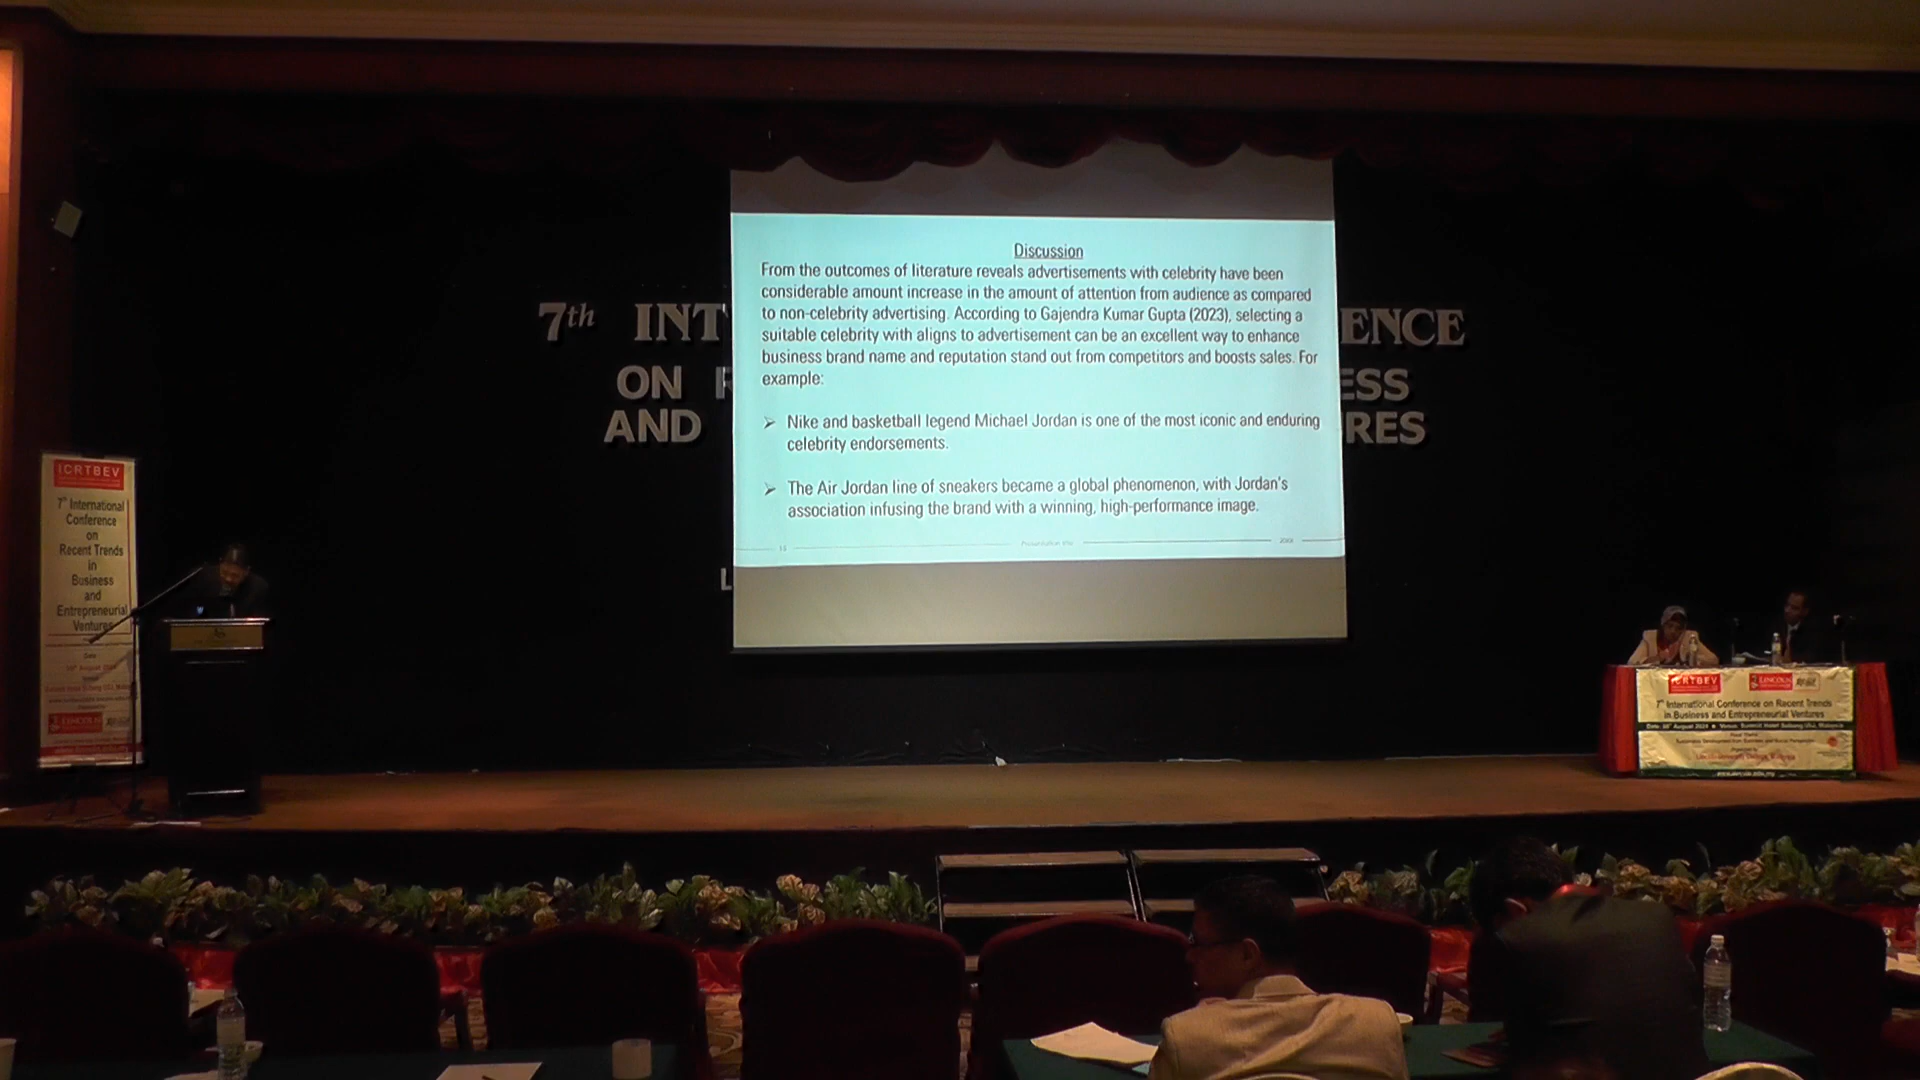 Discussion
From the outcomes of literature reveals advertisements with celebrity have been
considerable amount increase in the amount of attention from audience as compared
to non-celebrity advertising. According to Gajendra Kumar Gupta (2023), selecting a
suitable celebrity with aligns to advertisement can be an excellent way to enhance
business brand name and reputation stand out from competitors and boosts sales. For
example:
➢ Nike and basketball legend Michael Jordan is one of the most iconic and enduring
celebrity endorsements.
➢ The Air Jordan line of sneakers became a global phenomenon, with Jordan's
association infusing the brand with a winning, high-performance image.
7th INT ENCE
ON ESS
AND RES
L
ICRTBEV
7th International
Conference
on
Recent Trends
in
Business
and
Entrepreneurial
Ventures
LINCOLN
ICRTBEV
LINCOLN
7th International Conference on Recent Trends
in Business and Entrepreneurial Ventures